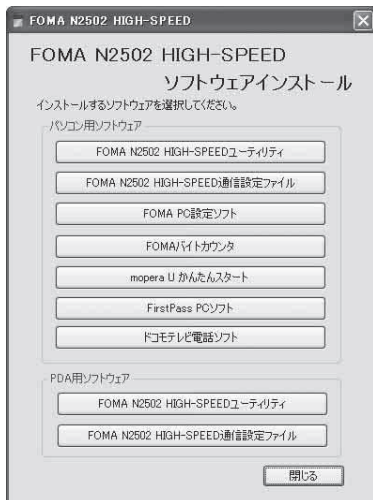 FOMA N2502 HIGH-SPEED
FOMA N2502 HIGH-SPEED
ソフトウェアインストール
インストールするソフトウェアを選択してください。
パソコン用ソフトウェア
FOMA N2502 HIGH-SPEEDユーティリティ
FOMA N2502 HIGH-SPEED通信設定ファイル
FOMA PC設定ソフト
FOMAバイトカウンタ
mopera U かんたんスタート
FirstPass PCソフト
ドコモテレビ電話ソフト
PDA用ソフトウェア
FOMA N2502 HIGH-SPEEDユーティリティ
FOMA N2502 HIGH-SPEED通信設定ファイル
閉じる